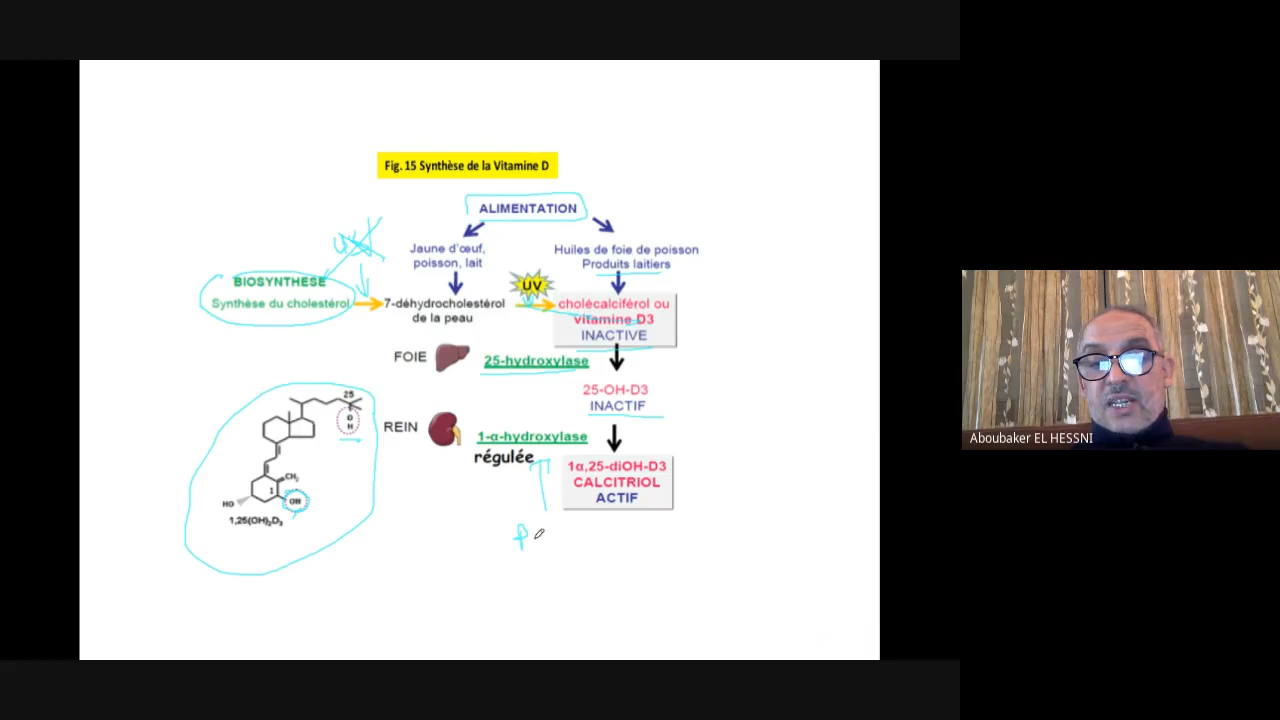 Fig. 15 Synthèse de la Vitamine D
ALIMENTATION
Jaune d'œuf,
poisson, lait
Huiles de foie de poisson
Produits laitiers
BIOSYNTHESE
Synthèse du cholestérol
7-déhydrocholestérol
de la peau
UV
cholécalciférol ou
vitamine D3
INACTIVE
FOIE
25-hydroxylase
25-OH-D3
INACTIF
REIN
1-α-hydroxylase
régulée
1α,25-diOH-D3
CALCITRIOL
ACTIF
P
25
O
H
CH₂
1
HO
OH
1,25(OH)₂D₃
Aboubaker EL HESSNI